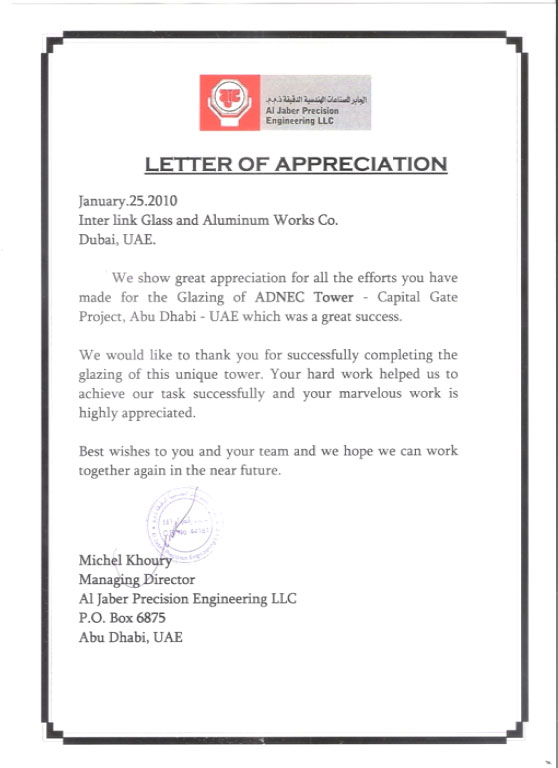 الجابر للصناعات الهندسية الدقيقة ذ.م.م.
Al Jaber Precision
Engineering LLC
LETTER OF APPRECIATION
January.25.2010
Inter link Glass and Aluminum Works Co.
Dubai, UAE.
We show great appreciation for all the efforts you have
made for the Glazing of ADNEC Tower - Capital Gate
Project, Abu Dhabi - UAE which was a great success.
We would like to thank you for successfully completing the
glazing of this unique tower. Your hard work helped us to
achieve our task successfully and your marvelous work is
highly appreciated.
Best wishes to you and your team and we hope we can work
together again in the near future.
Michel Khoury
Managing Director
Al Jaber Precision Engineering LLC
P.O. Box 6875
Abu Dhabi, UAE